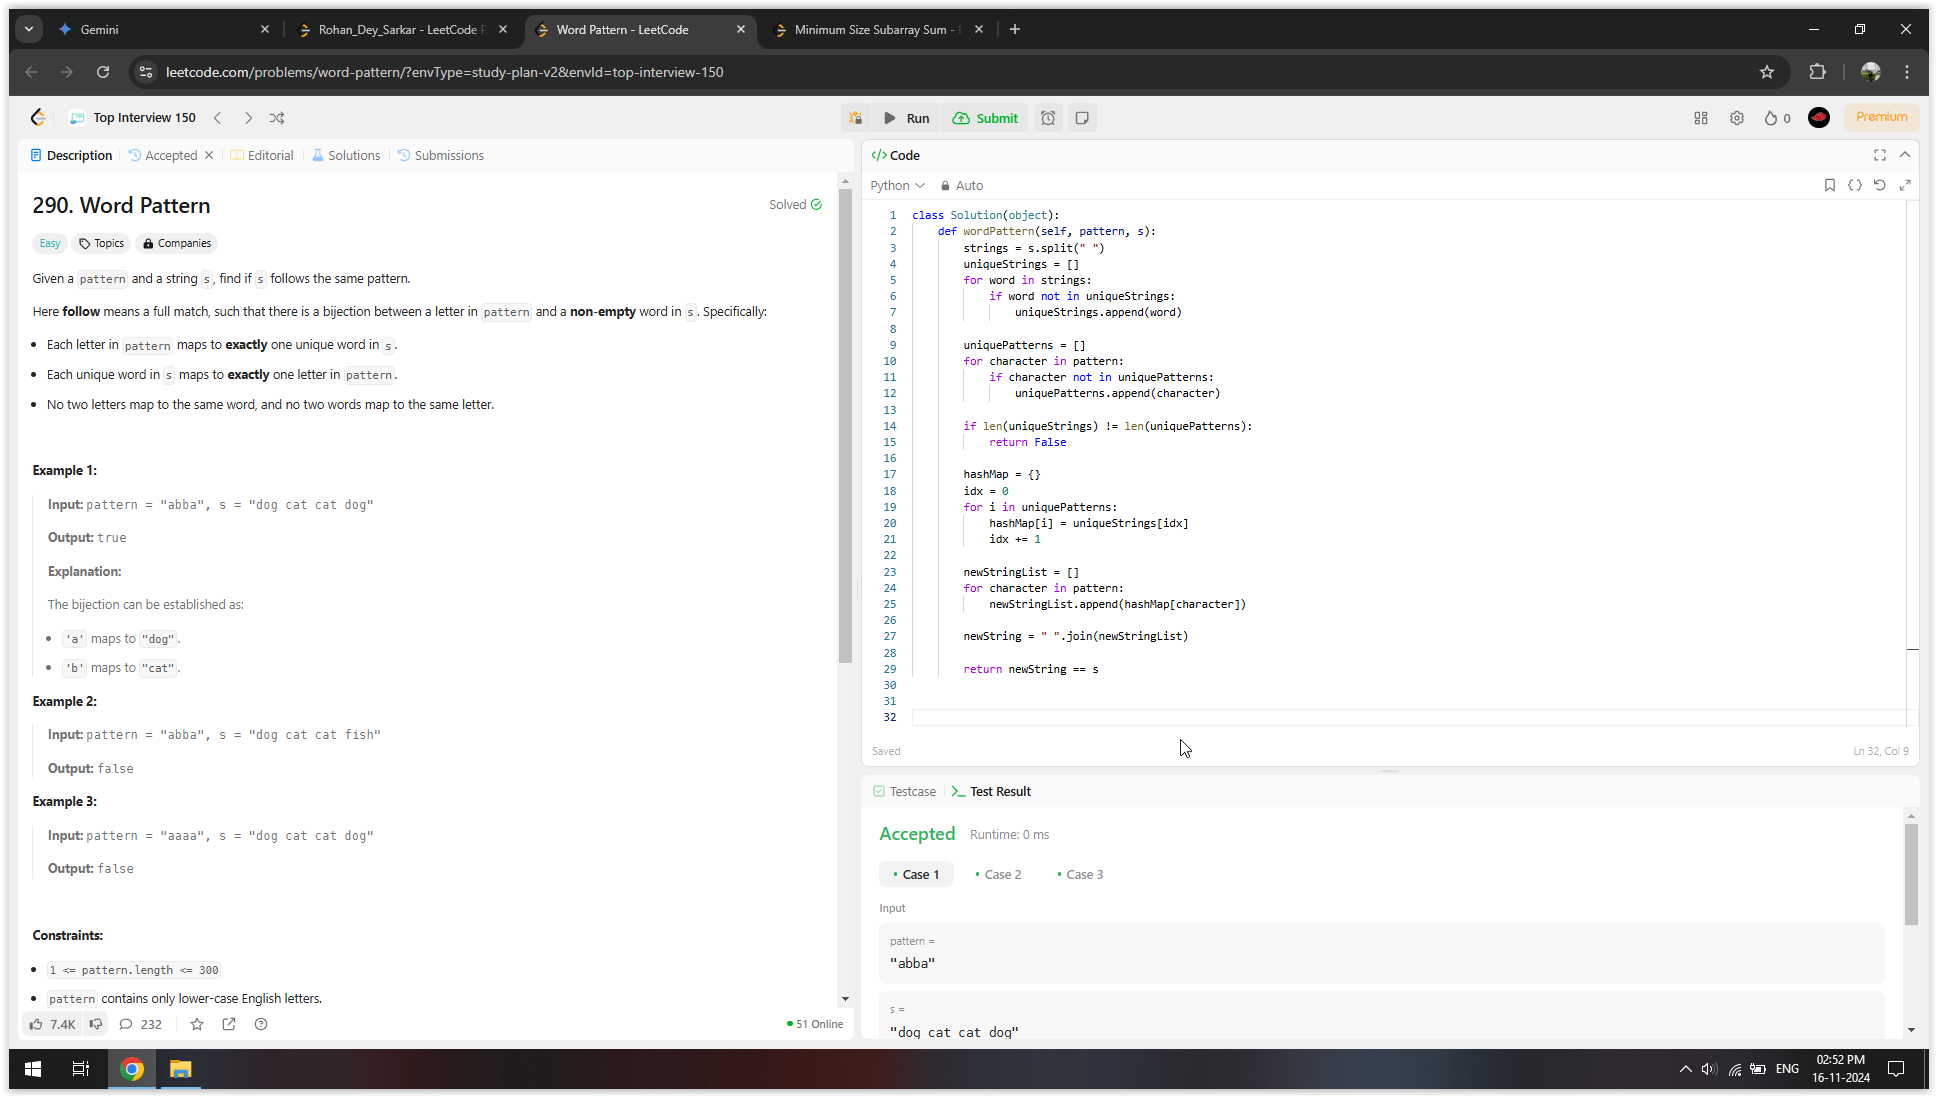 Gemini
Rohan_Dey_Sarkar - LeetCode P
Word Pattern - LeetCode
Minimum Size Subarray Sum -
leetcode.com/problems/word-pattern/?envType=study-plan-v2&envId=top-interview-150
Top Interview 150
Run
Submit
0
Premium
Description
Accepted
Editorial
Solutions
Submissions
290. Word Pattern
Solved
Easy
Topics
Companies
Given a pattern and a string s, find if s follows the same pattern.
Here follow means a full match, such that there is a bijection between a letter in pattern and a non-empty word in s. Specifically:
Each letter in pattern maps to exactly one unique word in s.
Each unique word in s maps to exactly one letter in pattern.
No two letters map to the same word, and no two words map to the same letter.
Example 1:
Input: pattern = "abba", s = "dog cat cat dog"
Output: true
Explanation:
The bijection can be established as:
'a' maps to "dog".
'b' maps to "cat".
Example 2:
Input: pattern = "abba", s = "dog cat cat fish"
Output: false
Example 3:
Input: pattern = "aaaa", s = "dog cat cat dog"
Output: false
Constraints:
1 <= pattern.length <= 300
pattern contains only lower-case English letters.
7.4K
232
51 Online
Code
Python
Auto
1 class Solution(object):
2 def wordPattern(self, pattern, s):
3 strings = s.split(" ")
4 uniqueStrings = []
5 for word in strings:
6 if word not in uniqueStrings:
7 uniqueStrings.append(word)
8
9 uniquePatterns = []
10 for character in pattern:
11 if character not in uniquePatterns:
12 uniquePatterns.append(character)
13
14 if len(uniqueStrings) != len(uniquePatterns):
15 return False
16
17 hashMap = {}
18 idx = 0
19 for i in uniquePatterns:
20 hashMap[i] = uniqueStrings[idx]
21 idx += 1
22
23 newStringList = []
24 for character in pattern:
25 newStringList.append(hashMap[character])
26
27 newString = " ".join(newStringList)
28
29 return newString == s
30
31
32
Saved
Ln 32, Col 9
Testcase
Test Result
Accepted
Runtime: 0 ms
Case 1
Case 2
Case 3
Input
pattern =
"abba"
s =
"dog cat cat dog"
ENG
02:52 PM
16-11-2024